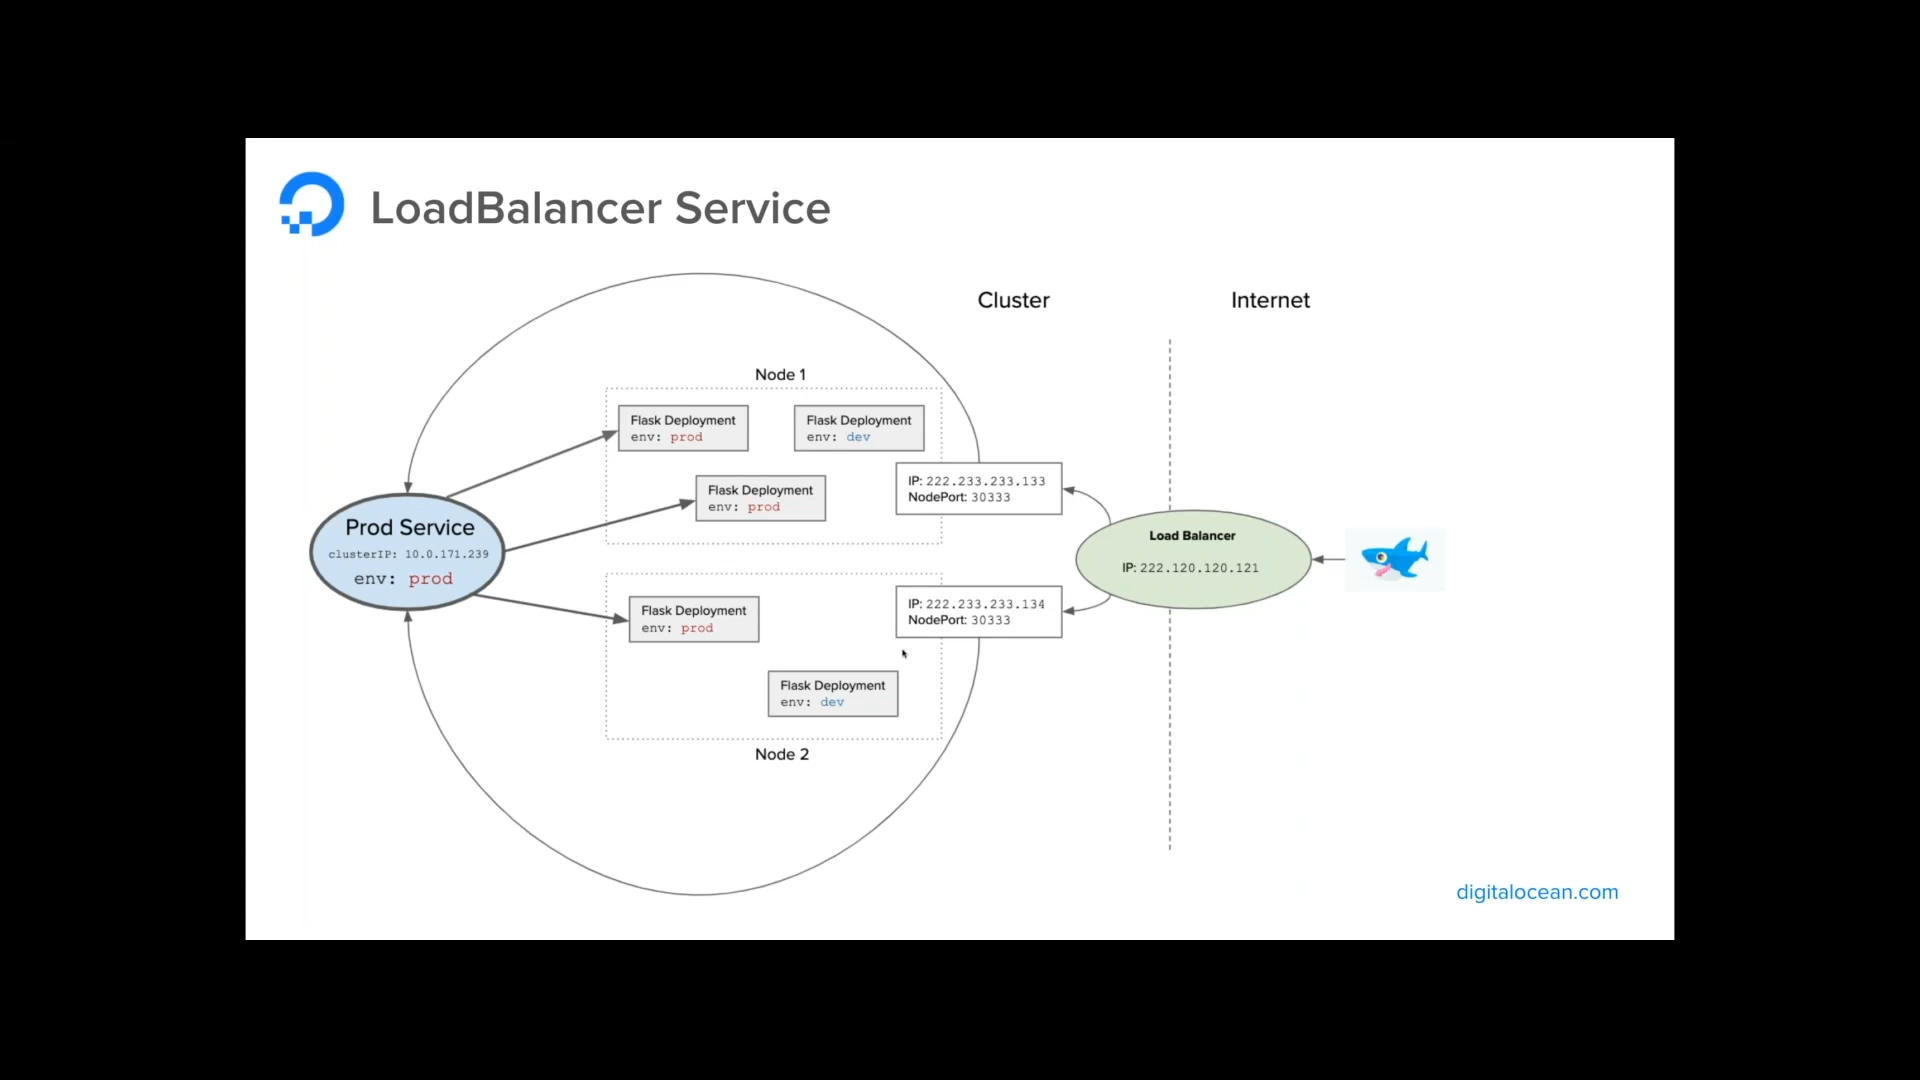 LoadBalancer Service
Cluster
Internet
Node 1
Flask Deployment
env: prod
Flask Deployment
env: dev
Flask Deployment
env: prod
IP: 222.233.233.133
NodePort: 30333
Prod Service
clusterIP: 10.0.171.239
env: prod
Load Balancer
IP: 222.120.120.121
Flask Deployment
env: prod
IP: 222.233.233.134
NodePort: 30333
Flask Deployment
env: dev
Node 2
digitalocean.com